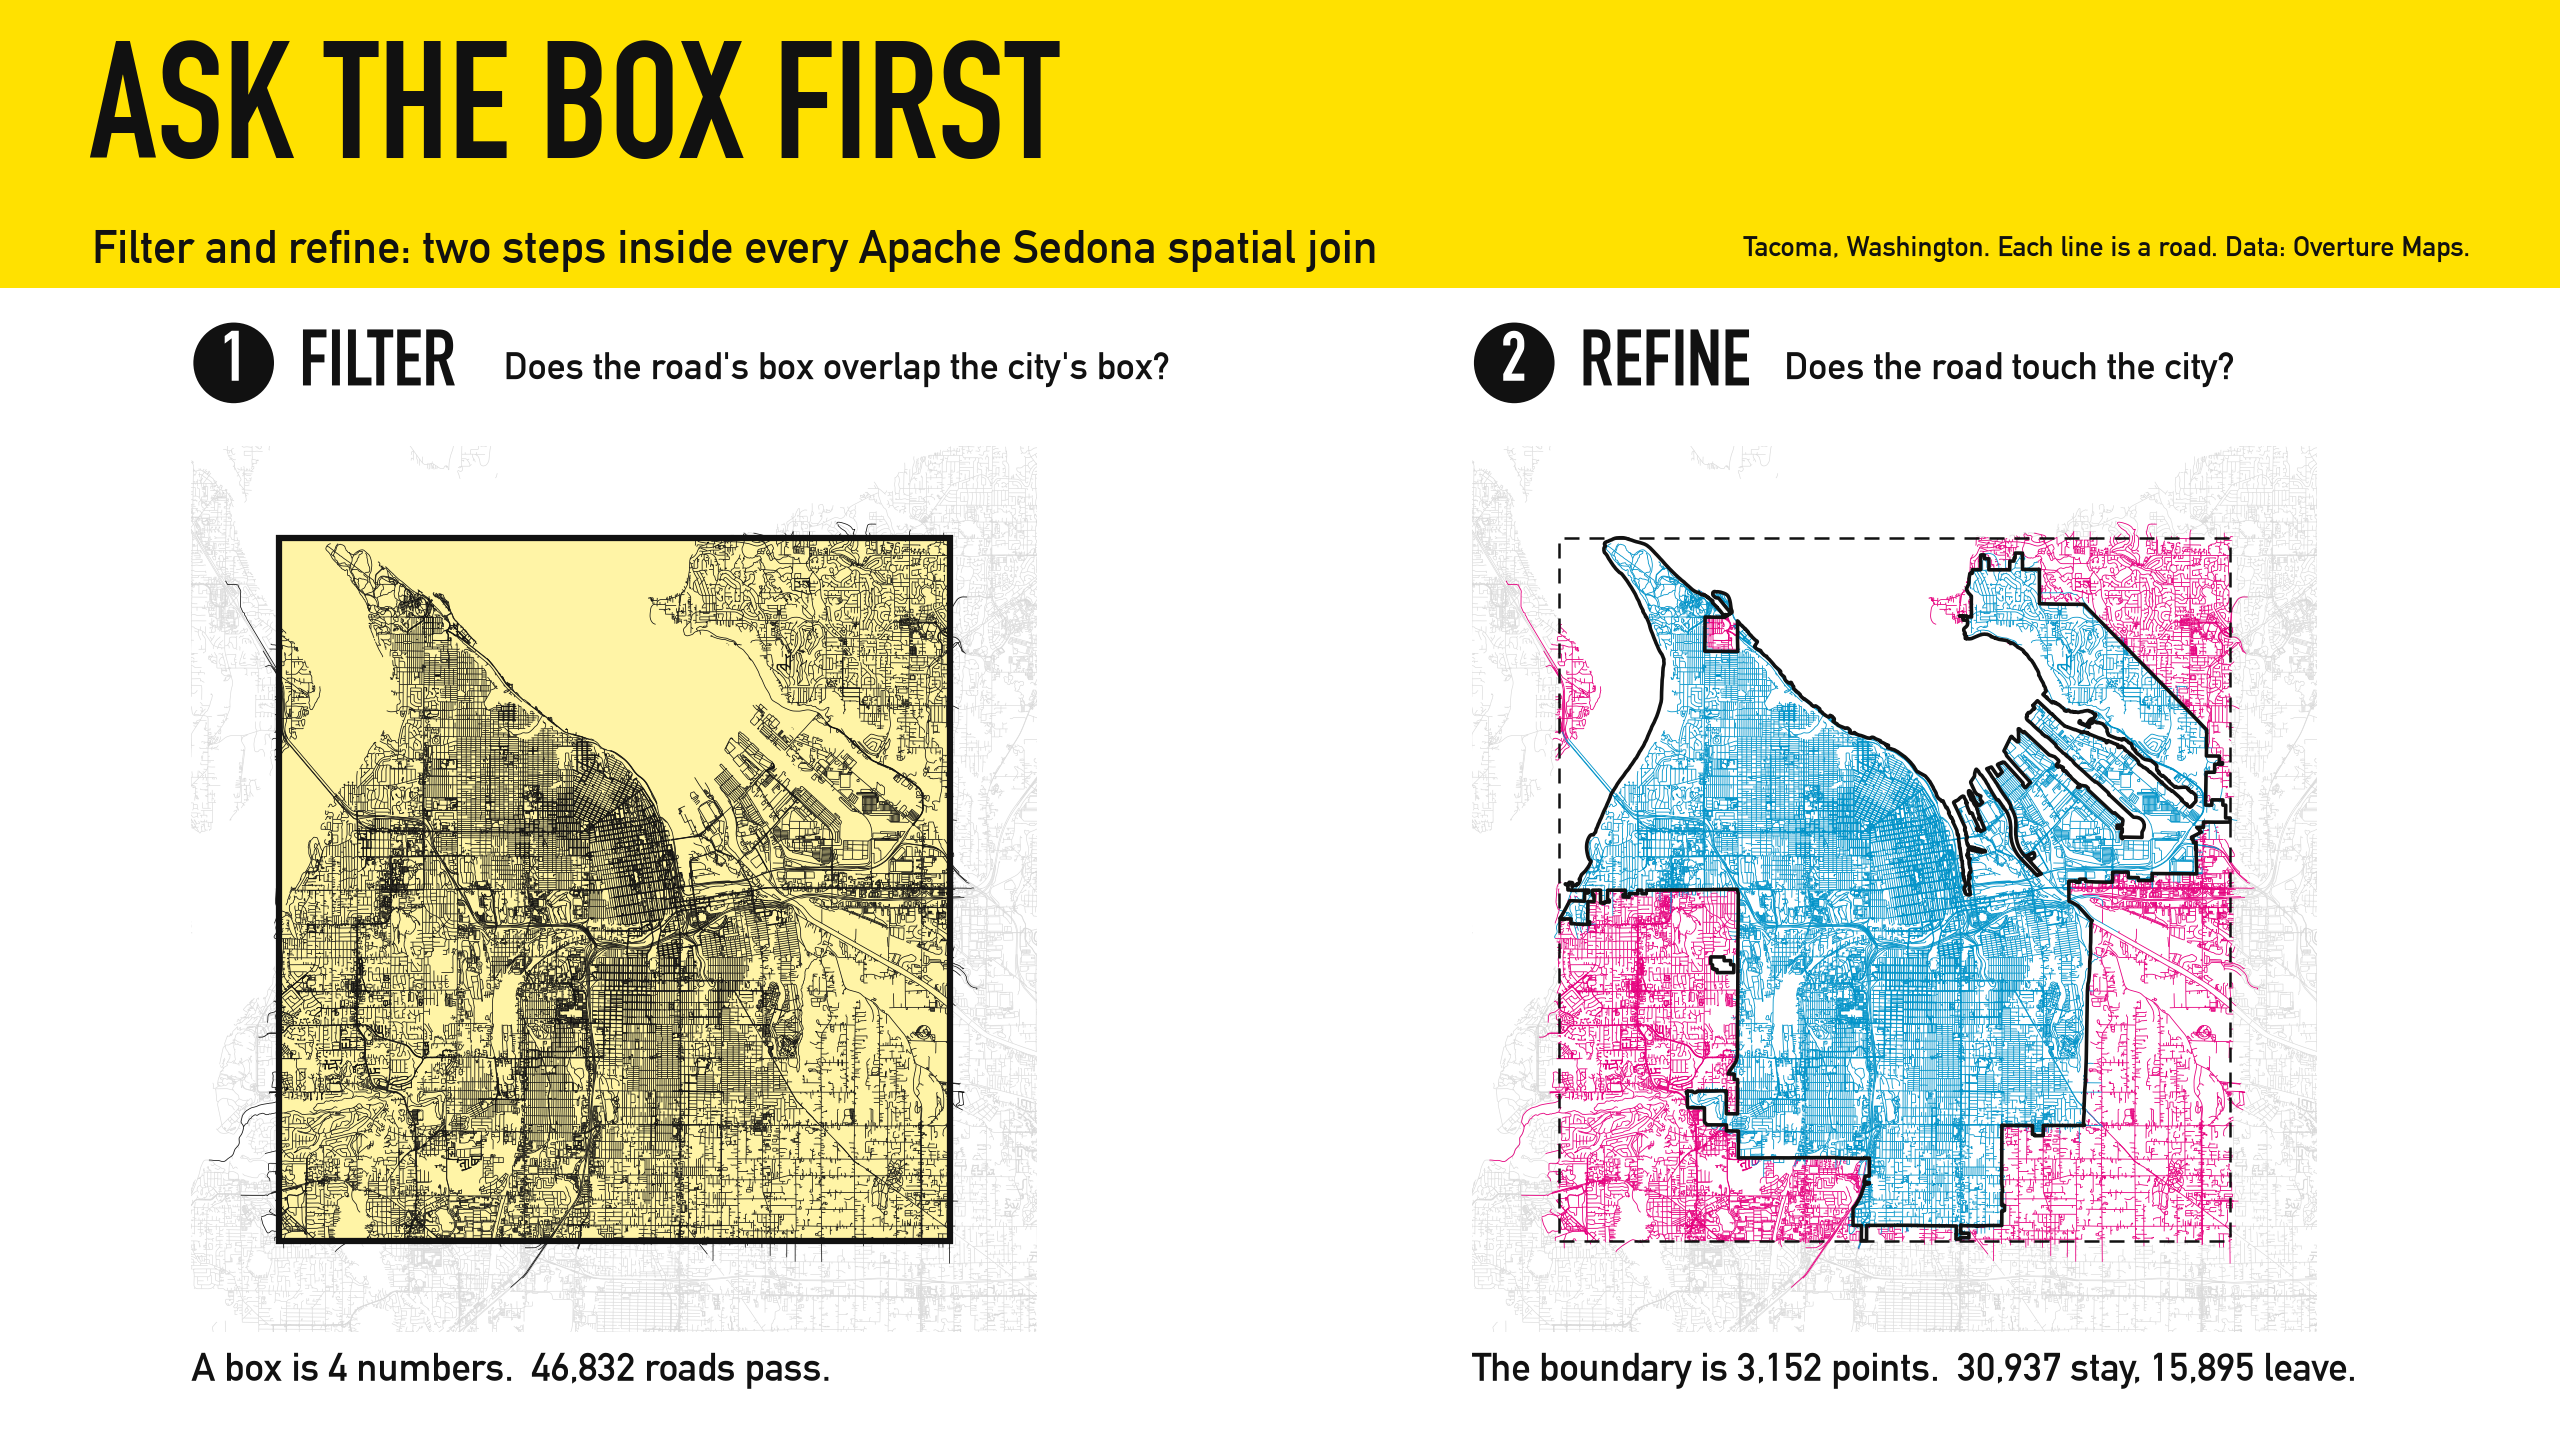 ASK THE BOX FIRST
Filter and refine: two steps inside every Apache Sedona spatial join
Tacoma, Washington. Each line is a road. Data: Overture Maps.
1 FILTER Does the road's box overlap the city's box?
2 REFINE Does the road touch the city?
A box is 4 numbers. 46,832 roads pass.
The boundary is 3,152 points. 30,937 stay, 15,895 leave.